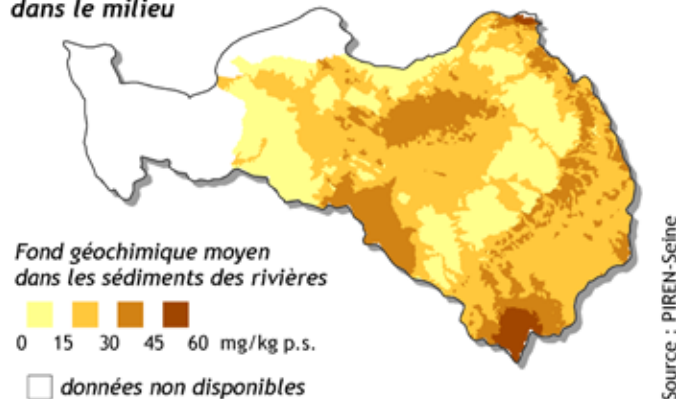 dans le milieu
Fond géochimique moyen
dans les sédiments des rivières
0 15 30 45 60 mg/kg p.s.
données non disponibles
Source : PIREN-Seine